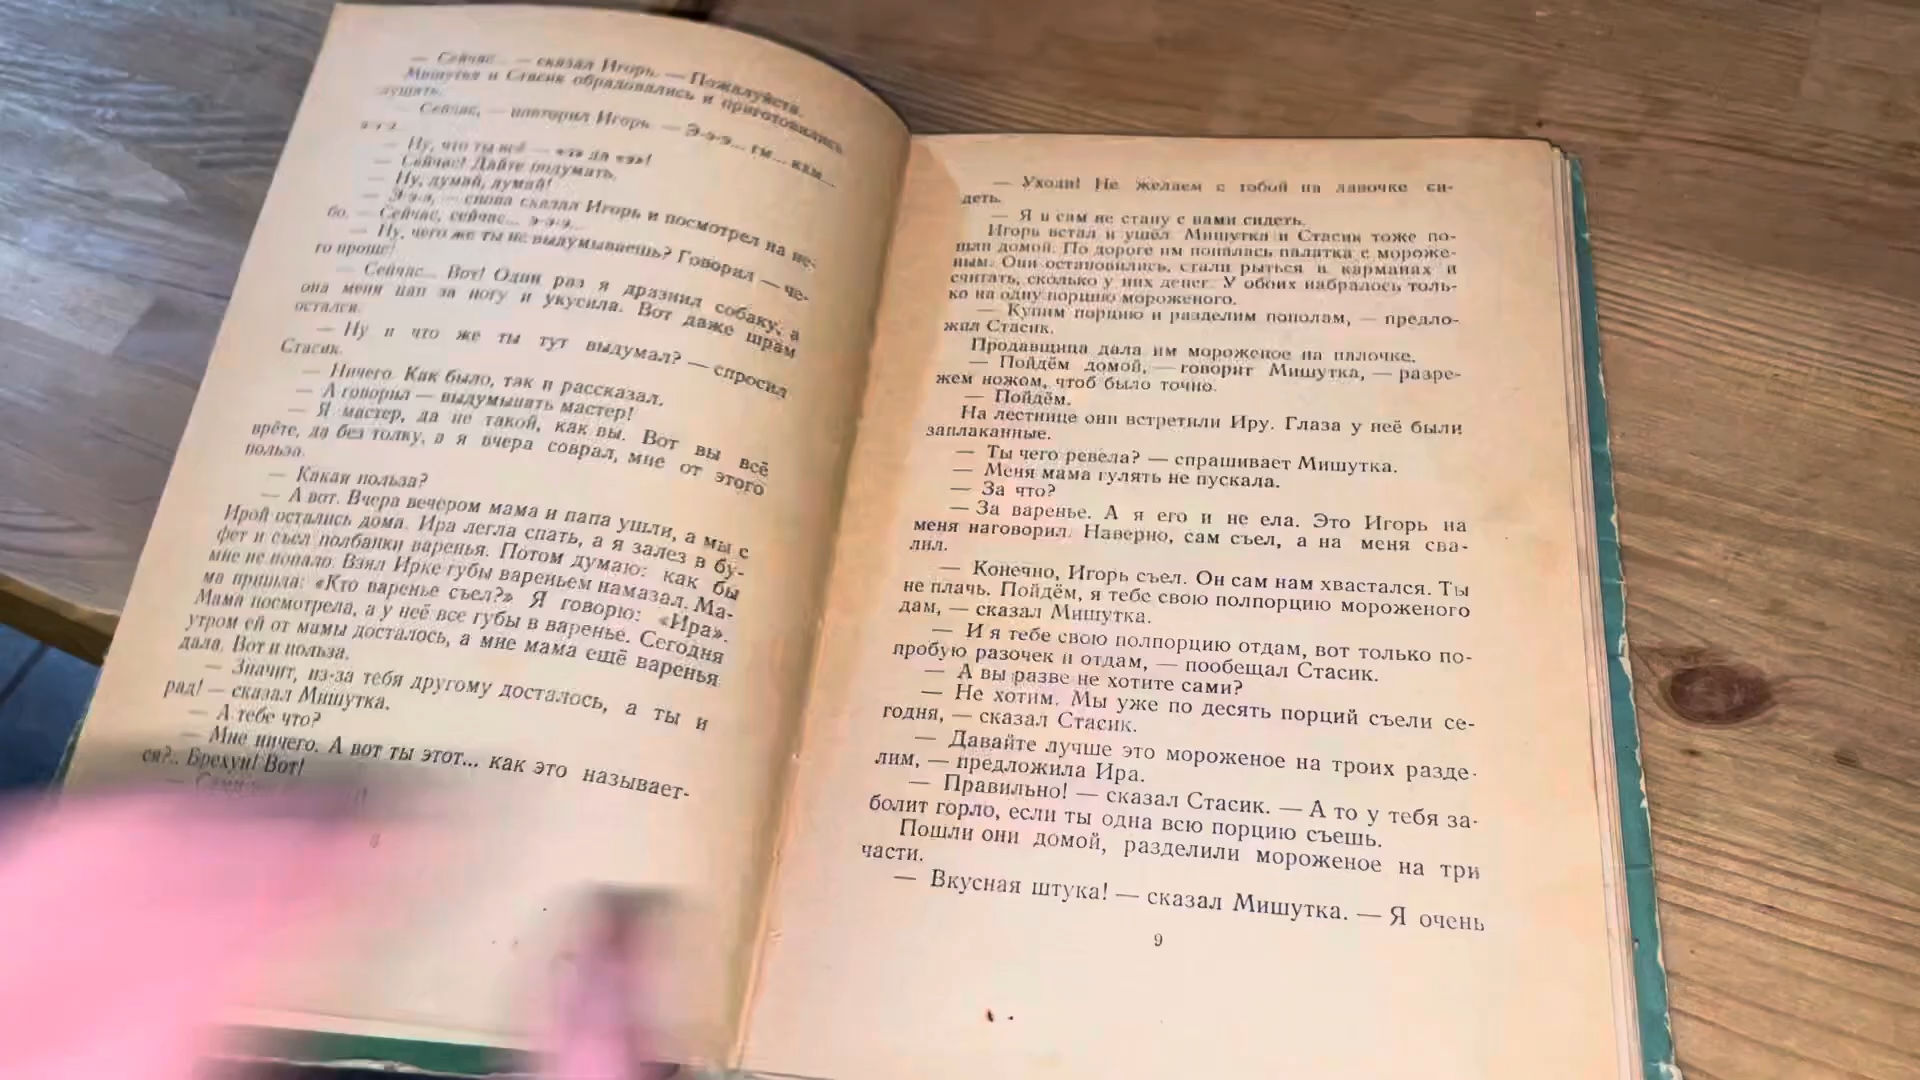 — Сейчас... — сказал Игорь. — Пожалуйста.
Мишутка и Стасик обрадовались и приготовились
слушать.
— Сейчас, — повторил Игорь. — Э-э-э... гм... кхм...
э-э-э...
— Ну, что ты всё — «э» да «э»!
— Сейчас! Дайте подумать.
— Ну, думай, думай!
— Э-э-э, — снова сказал Игорь и посмотрел на не-
бо. — Сейчас, сейчас... э-э-э...
— Ну, чего же ты не выдумываешь? Говорил — че-
го проще!
— Сейчас... Вот! Один раз я дразнил собаку, а
она меня цап за ногу и укусила. Вот даже шрам
остался.
— Ну и что же ты тут выдумал? — спросил
Стасик.
— Ничего. Как было, так и рассказал.
— А говорил — выдумывать мастер!
— Я мастер, да не такой, как вы. Вот вы всё
врёте, да без толку, а я вчера соврал, мне от этого
польза.
— Какая польза?
— А вот. Вчера вечером мама и папа ушли, а мы с
Ирой остались дома. Ира легла спать, а я залез в бу-
фет и съел полбанки варенья. Потом думаю: как бы
мне не попало. Взял Ирке губы вареньем намазал. Ма-
ма пришла: «Кто варенье съел?» Я говорю: «Ира».
Мама посмотрела, а у неё все губы в варенье. Сегодня
утром ей от мамы досталось, а мне мама ещё варенья
дала. Вот и польза.
— Значит, из-за тебя другому досталось, а ты и
рад! — сказал Мишутка.
— А тебе что?
— Мне ничего. А вот ты этот... как это называет-
ся?.. Брехун! Вот!
8
— Уходи! Не желаем с тобой на лавочке си-
деть.
— Я и сам не стану с вами сидеть.
Игорь встал и ушёл. Мишутка и Стасик тоже по-
шли домой. По дороге им попалась палатка с мороже-
ным. Они остановились, стали рыться в карманах и
считать, сколько у них денег. У обоих набралось толь-
ко на одну порцию мороженого.
— Купим порцию и разделим пополам, — предло-
жил Стасик.
Продавщица дала им мороженое на палочке.
— Пойдём домой, — говорит Мишутка, — разре-
жем ножом, чтоб было точно.
— Пойдём.
На лестнице они встретили Иру. Глаза у неё были
заплаканные.
— Ты чего ревела? — спрашивает Мишутка.
— Меня мама гулять не пускала.
— За что?
— За варенье. А я его и не ела. Это Игорь на
меня наговорил. Наверно, сам съел, а на меня сва-
лил.
— Конечно, Игорь съел. Он сам нам хвастался. Ты
не плачь. Пойдём, я тебе свою полпорцию мороженого
дам, — сказал Мишутка.
— И я тебе свою полпорцию отдам, вот только по-
пробую разочек и отдам, — пообещал Стасик.
— А вы разве не хотите сами?
— Не хотим. Мы уже по десять порций съели се-
годня, — сказал Стасик.
— Давайте лучше это мороженое на троих разде-
лим, — предложила Ира.
— Правильно! — сказал Стасик. — А то у тебя за-
болит горло, если ты одна всю порцию съешь.
Пошли они домой, разделили мороженое на три
части.
— Вкусная штука! — сказал Мишутка. — Я очень
9